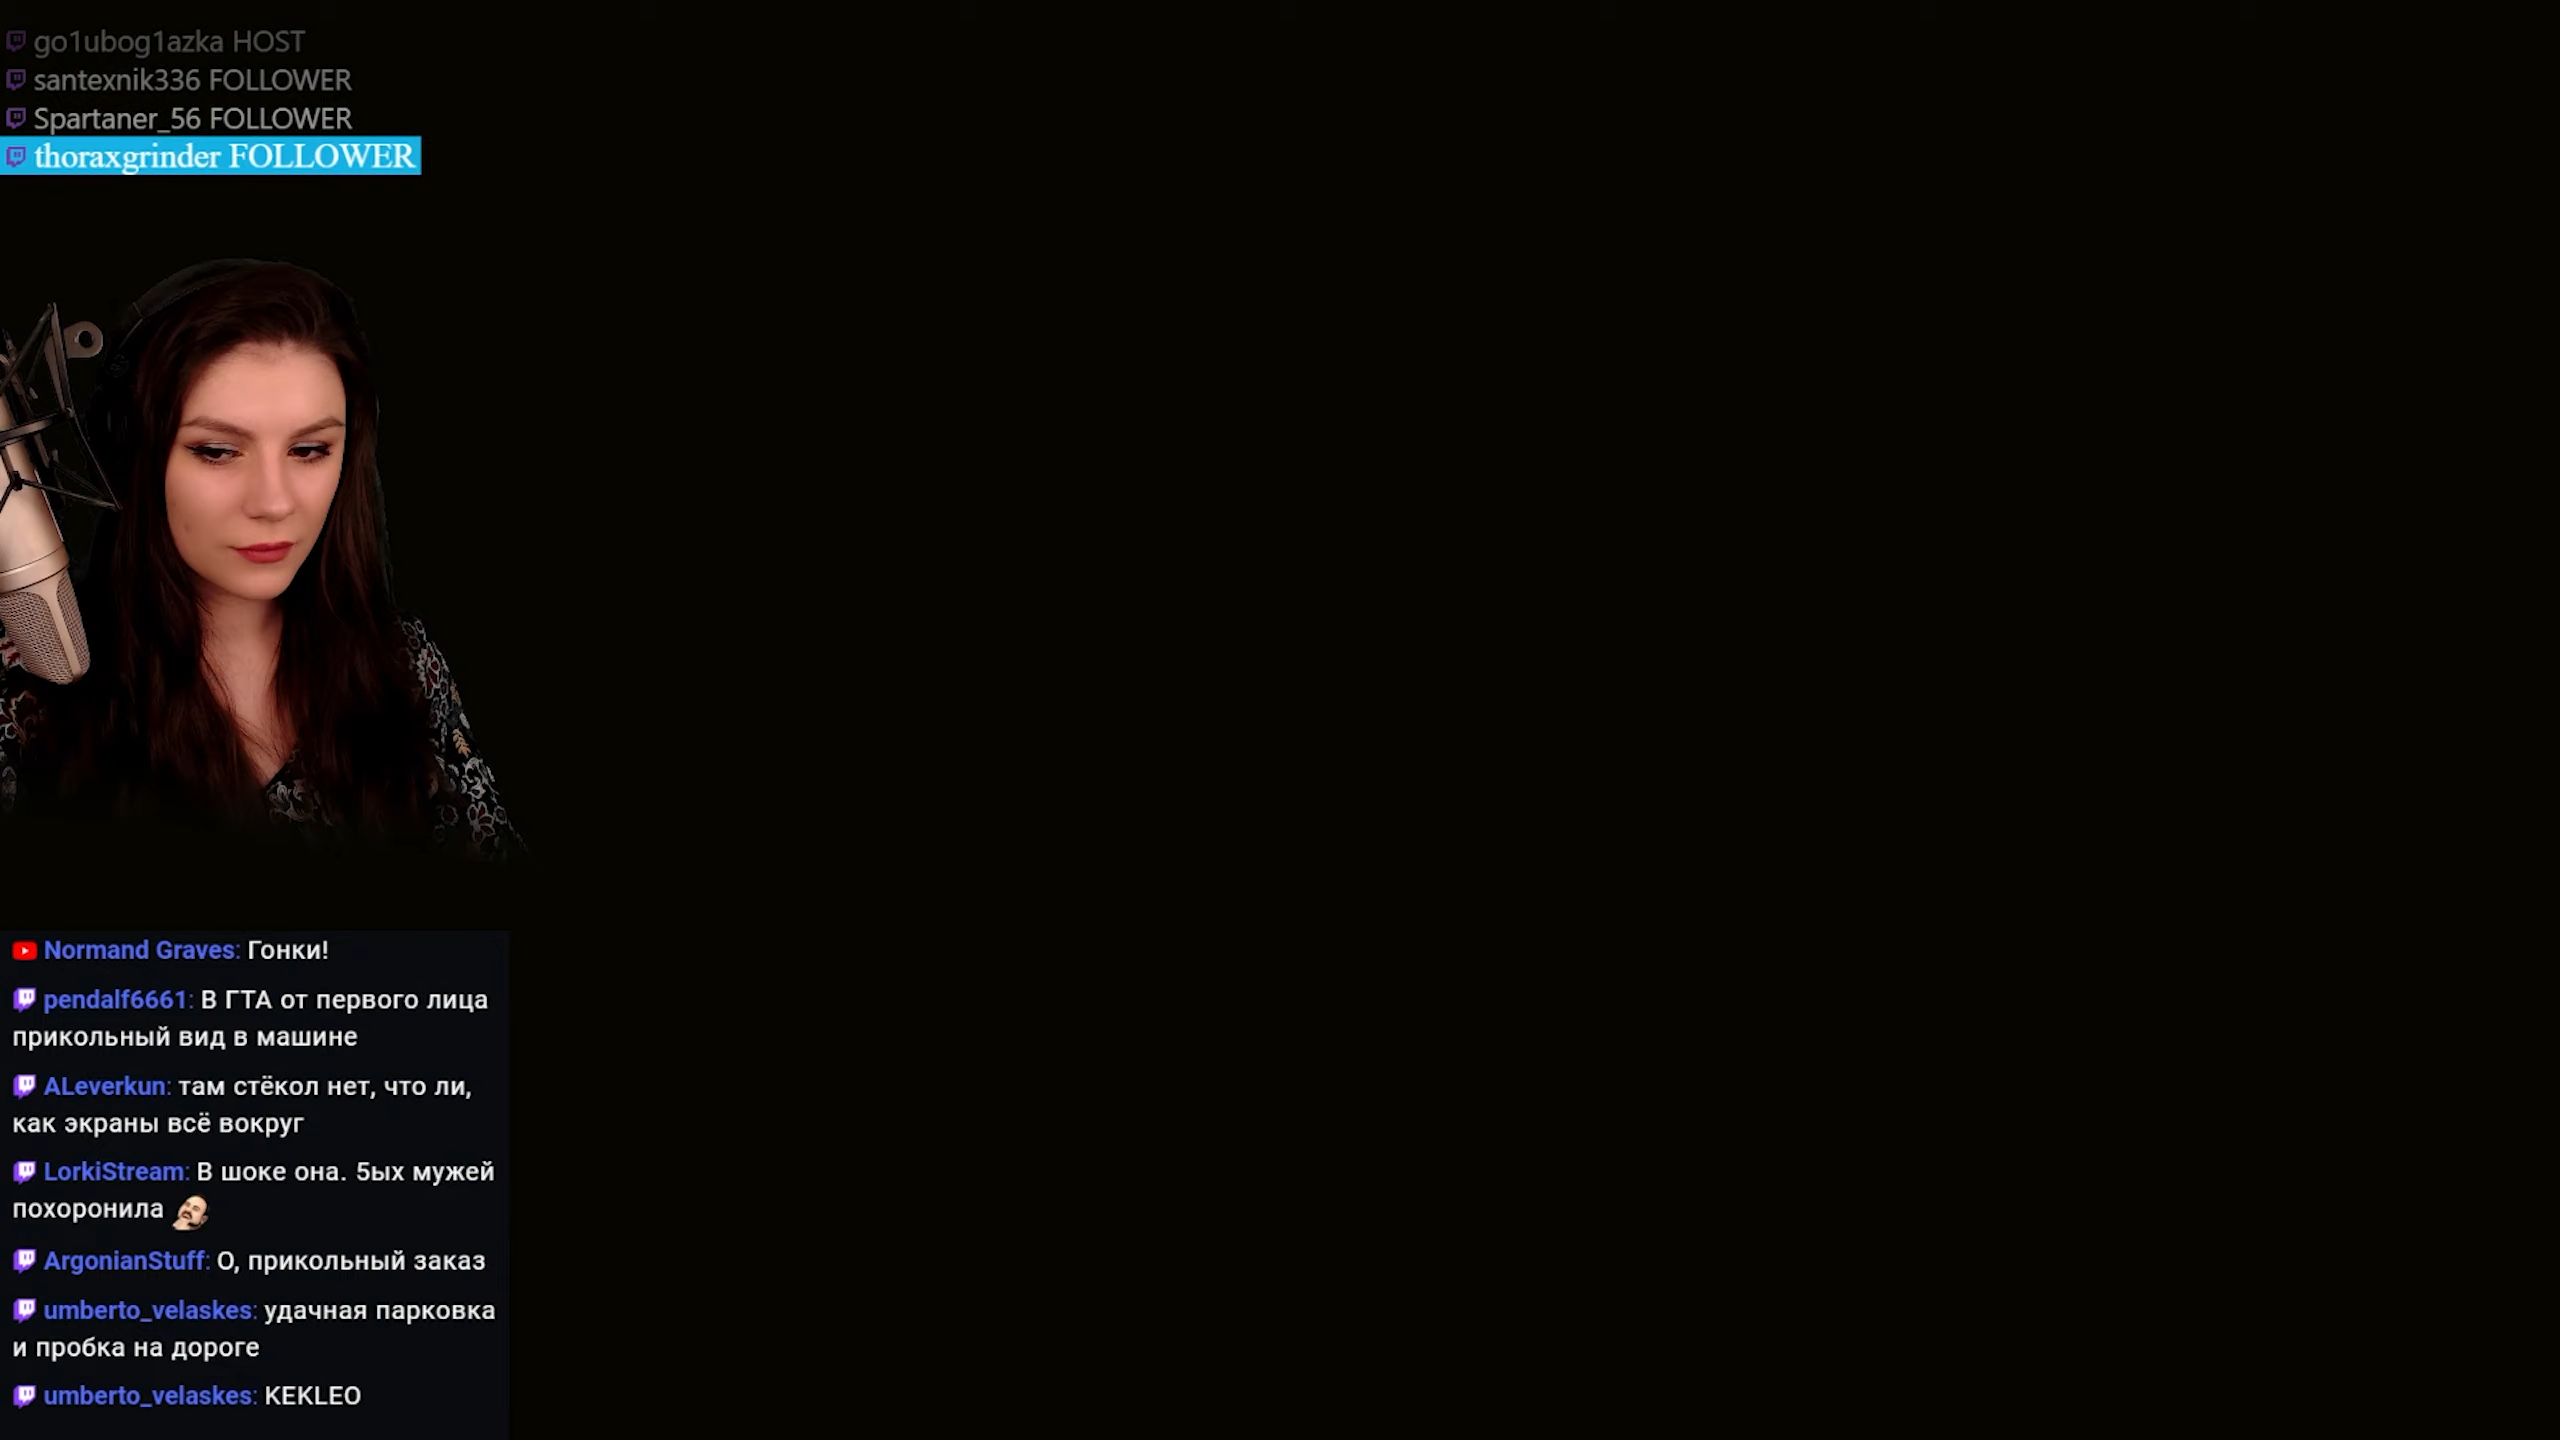 go1ubog1azka HOST
santexnik336 FOLLOWER
Spartaner_56 FOLLOWER
thoraxgrinder FOLLOWER
Normand Graves: Гонки!
pendalf6661: В ГТА от первого лица
прикольный вид в машине
ALeverkun: там стёкол нет, что ли,
как экраны всё вокруг
LorkiStream: В шоке она. 5ых мужей
похоронила
ArgonianStuff: О, прикольный заказ
umberto_velaskes: удачная парковка
и пробка на дороге
umberto_velaskes: KEKLEO